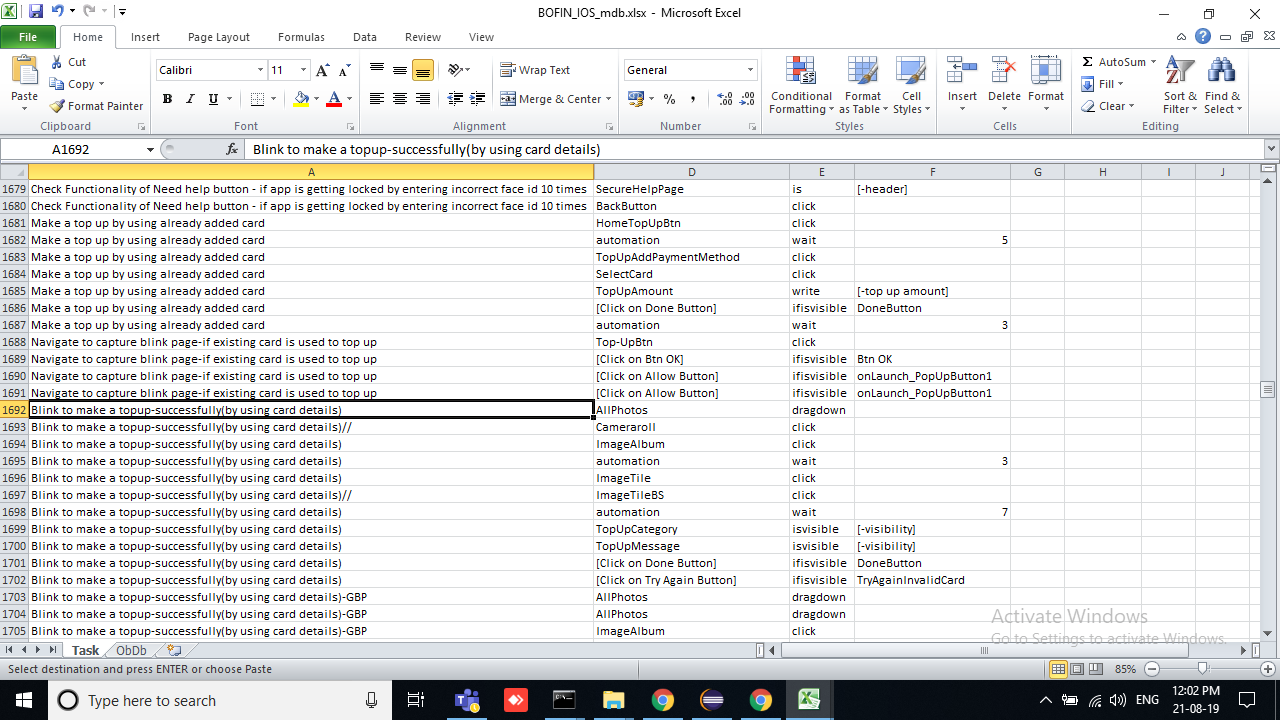 BOFIN_IOS_mdb.xlsx - Microsoft Excel
File Home Insert Page Layout Formulas Data Review View
Cut
Copy
Format Painter
Paste
Calibri 11
B I U
Wrap Text
Merge & Center
General
% ,
Conditional Formatting
Format as Table
Cell Styles
Insert Delete Format
Σ AutoSum
Fill
Clear
Sort & Filter
Find & Select
Clipboard Font Alignment Number Styles Cells Editing
A1692 fx Blink to make a topup-successfully(by using card details)
A D E F G H I J
1679 Check Functionality of Need help button - if app is getting locked by entering incorrect face id 10 times SecureHelpPage is [-header]
1680 Check Functionality of Need help button - if app is getting locked by entering incorrect face id 10 times BackButton click
1681 Make a top up by using already added card HomeTopUpBtn click
1682 Make a top up by using already added card automation wait 5
1683 Make a top up by using already added card TopUpAddPaymentMethod click
1684 Make a top up by using already added card SelectCard click
1685 Make a top up by using already added card TopUpAmount write [-top up amount]
1686 Make a top up by using already added card [Click on Done Button] ifisvisible DoneButton
1687 Make a top up by using already added card automation wait 3
1688 Navigate to capture blink page-if existing card is used to top up Top-UpBtn click
1689 Navigate to capture blink page-if existing card is used to top up [Click on Btn OK] ifisvisible Btn OK
1690 Navigate to capture blink page-if existing card is used to top up [Click on Allow Button] ifisvisible onLaunch_PopUpButton1
1691 Navigate to capture blink page-if existing card is used to top up [Click on Allow Button] ifisvisible onLaunch_PopUpButton1
1692 Blink to make a topup-successfully(by using card details) AllPhotos dragdown
1693 Blink to make a topup-successfully(by using card details)// Cameraroll click
1694 Blink to make a topup-successfully(by using card details) ImageAlbum click
1695 Blink to make a topup-successfully(by using card details) automation wait 3
1696 Blink to make a topup-successfully(by using card details) ImageTile click
1697 Blink to make a topup-successfully(by using card details)// ImageTileBS click
1698 Blink to make a topup-successfully(by using card details) automation wait 7
1699 Blink to make a topup-successfully(by using card details) TopUpCategory isvisible [-visibility]
1700 Blink to make a topup-successfully(by using card details) TopUpMessage isvisible [-visibility]
1701 Blink to make a topup-successfully(by using card details) [Click on Done Button] ifisvisible DoneButton
1702 Blink to make a topup-successfully(by using card details) [Click on Try Again Button] ifisvisible TryAgainInvalidCard
1703 Blink to make a topup-successfully(by using card details)-GBP AllPhotos dragdown
1704 Blink to make a topup-successfully(by using card details)-GBP AllPhotos dragdown
1705 Blink to make a topup-successfully(by using card details)-GBP ImageAlbum click
Activate Windows
Go to Settings to activate Windows.
Task ObDb
Select destination and press ENTER or choose Paste 85%
Type here to search
ENG
12:02 PM
21-08-19